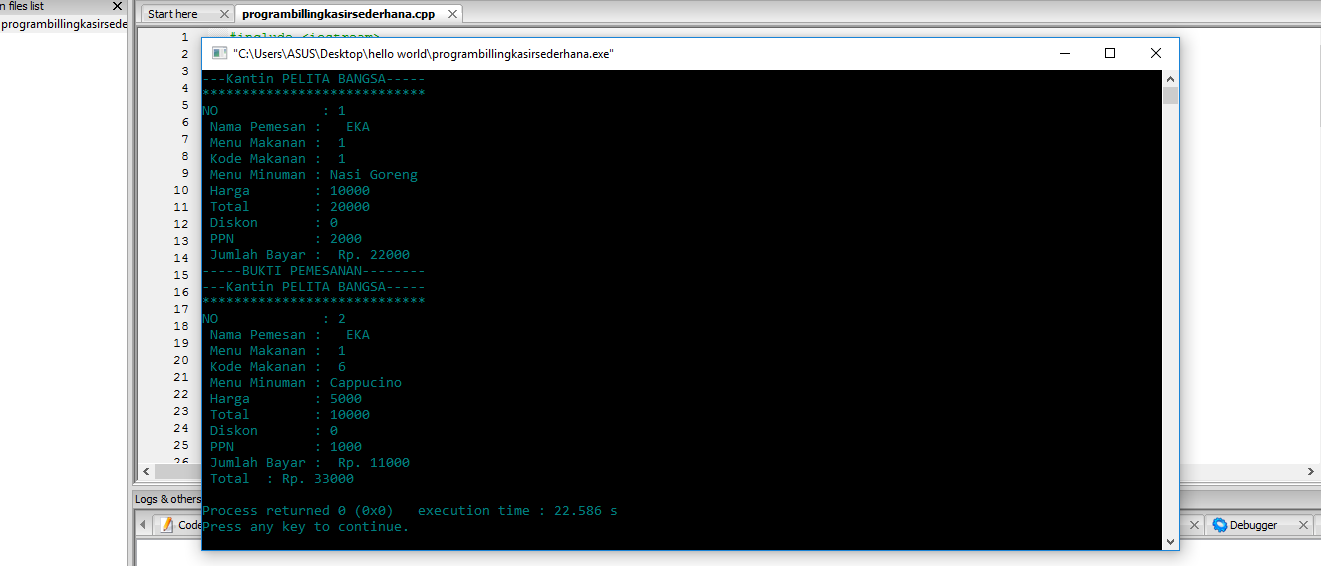 n files list
programbillingkasirsede
Start here
programbillingkasirsederhana.cpp
1
2
3
4
5
6
7
8
9
10
11
12
13
14
15
16
17
18
19
20
21
22
23
24
25
26
#include <iostream>
"C:\Users\ASUS\Desktop\hello world\programbillingkasirsederhana.exe"
---Kantin PELITA BANGSA-----
****************************
NO : 1
Nama Pemesan : EKA
Menu Makanan : 1
Kode Makanan : 1
Menu Minuman : Nasi Goreng
Harga : 10000
Total : 20000
Diskon : 0
PPN : 2000
Jumlah Bayar : Rp. 22000
-----BUKTI PEMESANAN--------
---Kantin PELITA BANGSA-----
****************************
NO : 2
Nama Pemesan : EKA
Menu Makanan : 1
Kode Makanan : 6
Menu Minuman : Cappucino
Harga : 5000
Total : 10000
Diskon : 0
PPN : 1000
Jumlah Bayar : Rp. 11000
Total : Rp. 33000
Process returned 0 (0x0) execution time : 22.586 s
Press any key to continue.
Logs & others
Code
Debugger